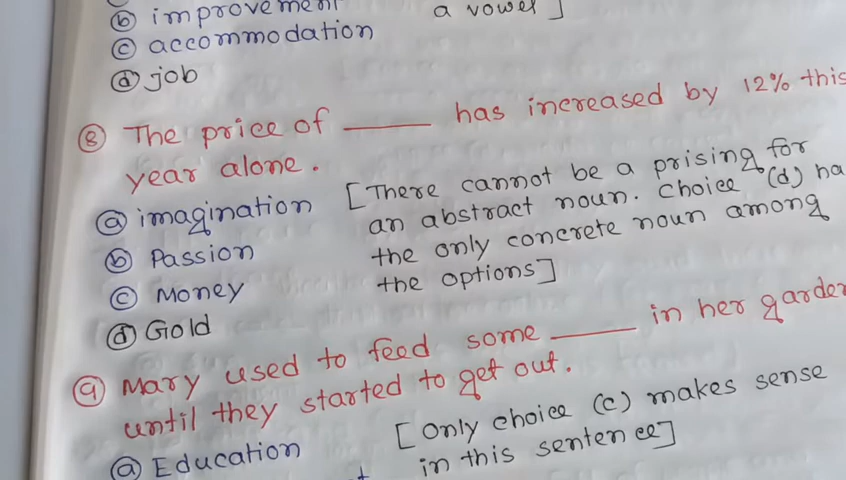 ⓑ improvement
a vowel]
ⓒ accommodation
ⓓ job
⑧ The price of _____ has increased by 12% this
year alone.
ⓐ imagination
[There cannot be a prising for
an abstract noun. choice (d) ha
ⓑ Passion
the only concrete noun among
ⓒ Money
the options]
ⓓ Gold
⑨ Mary used to feed some _____ in her garden
until they started to get out.
[Only choice (c) makes sense
ⓐ Education
in this sentence]